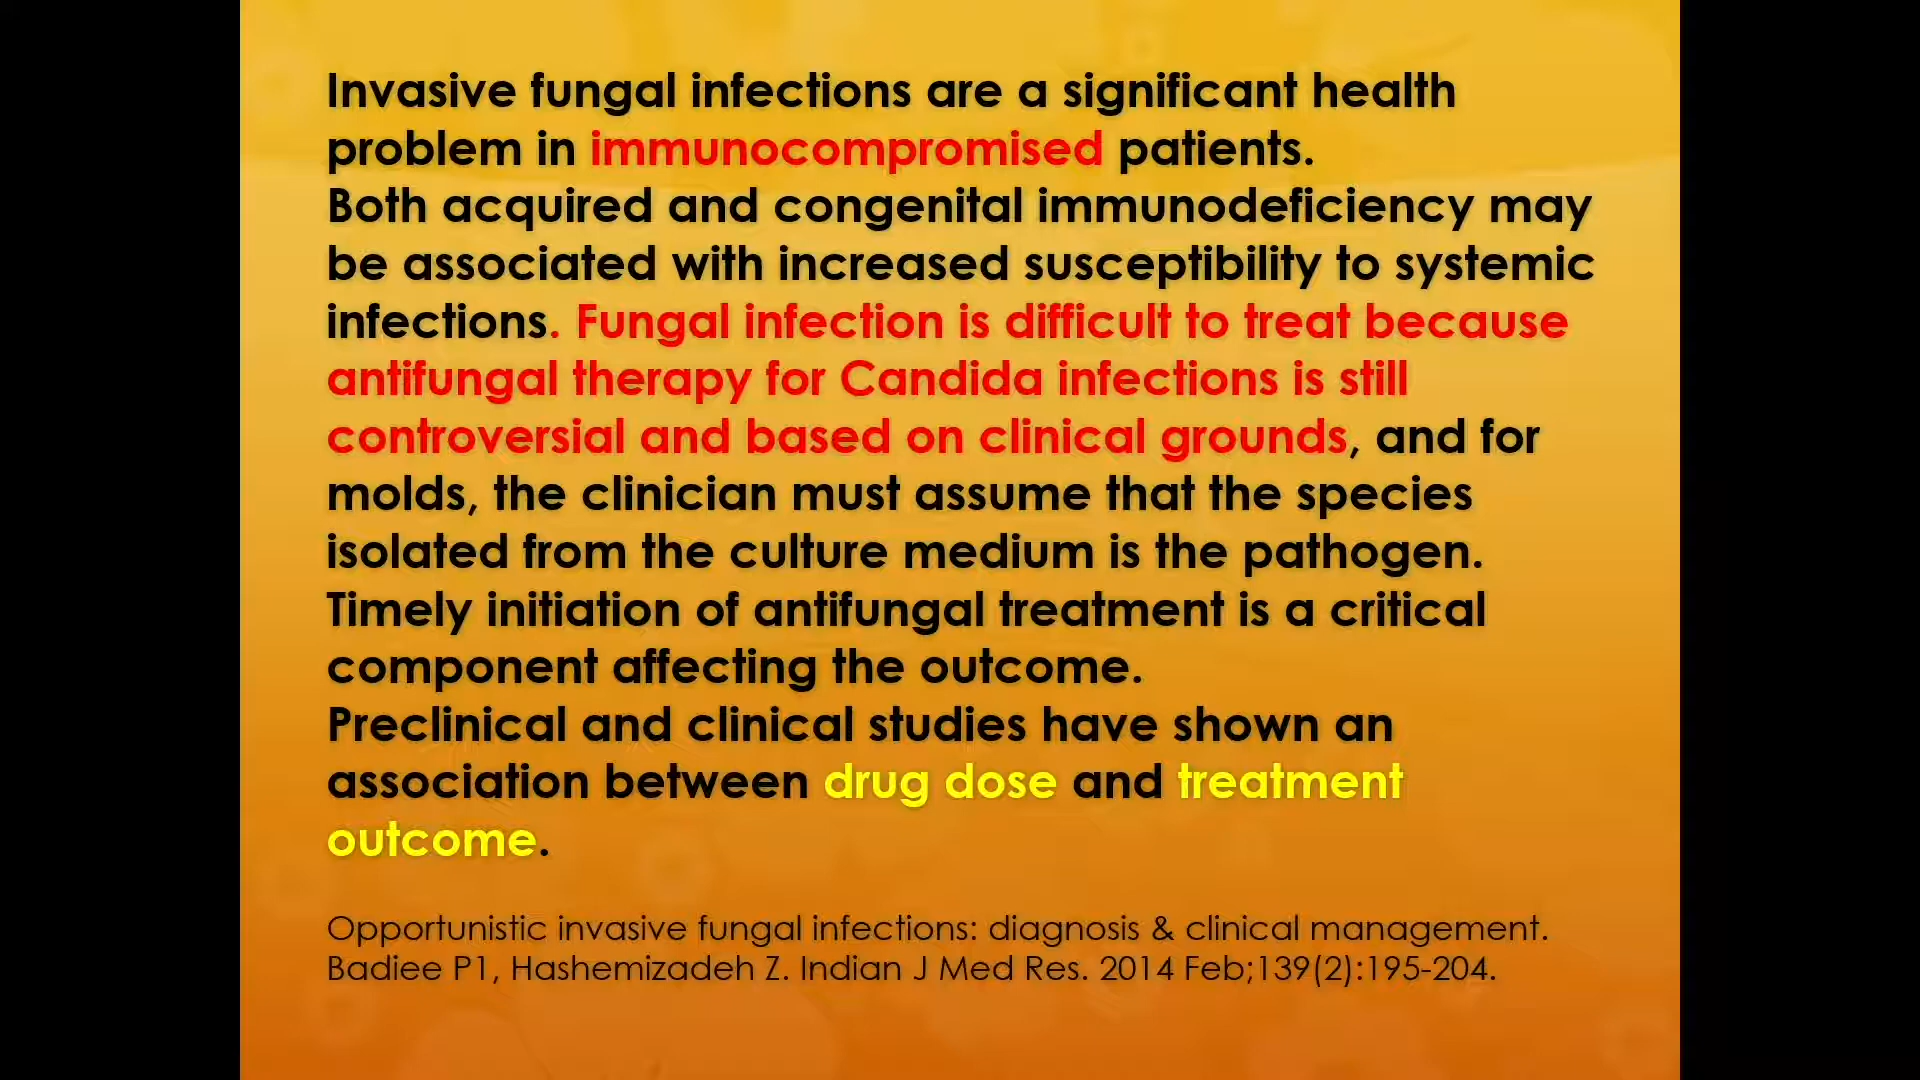 Invasive fungal infections are a significant health
problem in immunocompromised patients.
Both acquired and congenital immunodeficiency may
be associated with increased susceptibility to systemic
infections. Fungal infection is difficult to treat because
antifungal therapy for Candida infections is still
controversial and based on clinical grounds, and for
molds, the clinician must assume that the species
isolated from the culture medium is the pathogen.
Timely initiation of antifungal treatment is a critical
component affecting the outcome.
Preclinical and clinical studies have shown an
association between drug dose and treatment
outcome.
Opportunistic invasive fungal infections: diagnosis & clinical management.
Badiee P1, Hashemizadeh Z. Indian J Med Res. 2014 Feb;139(2):195-204.